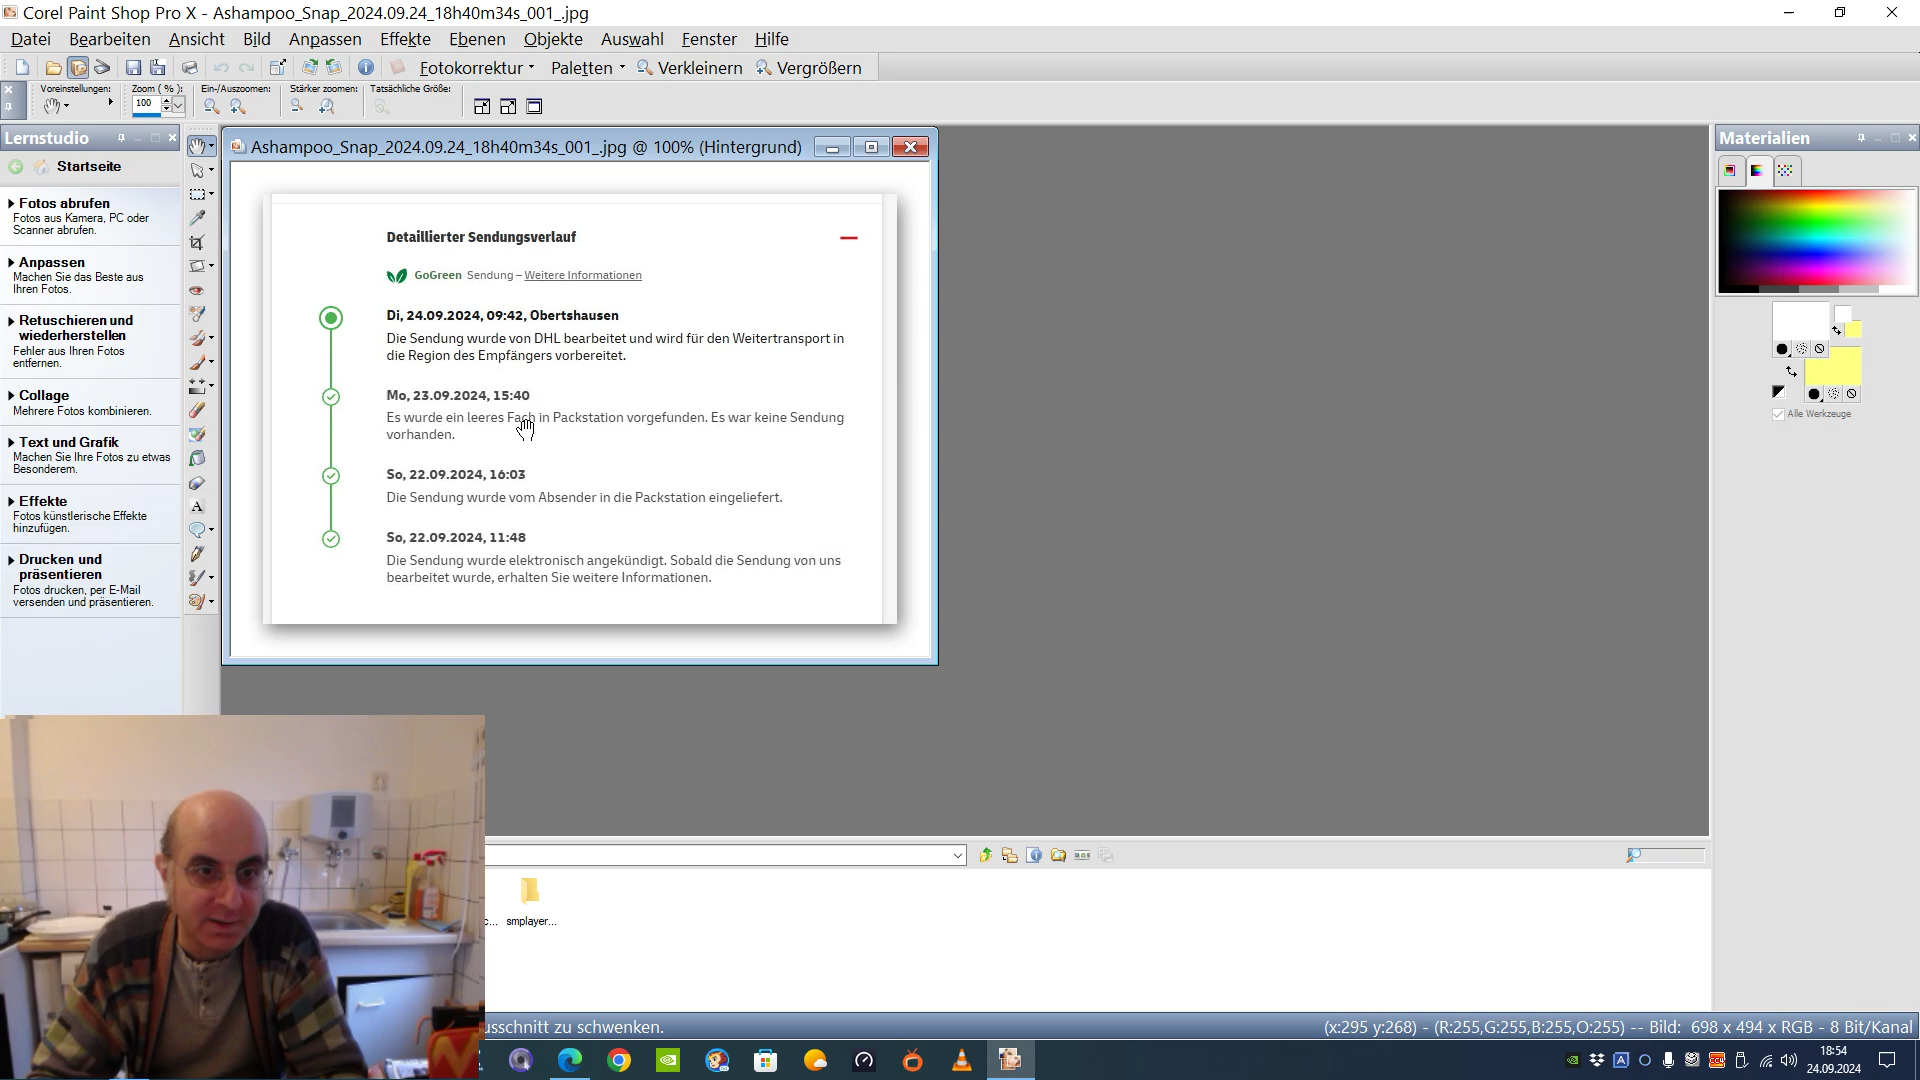 Corel Paint Shop Pro X - Ashampoo_Snap_2024.09.24_18h40m34s_001_.jpg
Datei Bearbeiten Ansicht Bild Anpassen Effekte Ebenen Objekte Auswahl Fenster Hilfe
Fotokorrektur Paletten Verkleinern Vergrößern
Voreinstellungen: Zoom ( % ): Ein-/Auszoomen: Stärker zoomen: Tatsächliche Größe:
100
Lernstudio
Startseite
Fotos abrufen
Fotos aus Kamera, PC oder
Scanner abrufen.
Anpassen
Machen Sie das Beste aus
Ihren Fotos.
Retuschieren und
wiederherstellen
Fehler aus Ihren Fotos
entfernen.
Collage
Mehrere Fotos kombinieren.
Text und Grafik
Machen Sie Ihre Fotos zu etwas
Besonderem.
Effekte
Fotos künstlerische Effekte
hinzufügen.
Drucken und
präsentieren
Fotos drucken, per E-Mail
versenden und präsentieren.
Ashampoo_Snap_2024.09.24_18h40m34s_001_.jpg @ 100% (Hintergrund)
Detaillierter Sendungsverlauf
GoGreen Sendung – Weitere Informationen
Di, 24.09.2024, 09:42, Obertshausen
Die Sendung wurde von DHL bearbeitet und wird für den Weitertransport in
die Region des Empfängers vorbereitet.
Mo, 23.09.2024, 15:40
Es wurde ein leeres Fach in Packstation vorgefunden. Es war keine Sendung
vorhanden.
So, 22.09.2024, 16:03
Die Sendung wurde vom Absender in die Packstation eingeliefert.
So, 22.09.2024, 11:48
Die Sendung wurde elektronisch angekündigt. Sobald die Sendung von uns
bearbeitet wurde, erhalten Sie weitere Informationen.
Materialien
Alle Werkzeuge
c... smplayer...
usschnitt zu schwenken.
(x:295 y:268) - (R:255,G:255,B:255,O:255) -- Bild: 698 x 494 x RGB - 8 Bit/Kanal
18:54
24.09.2024